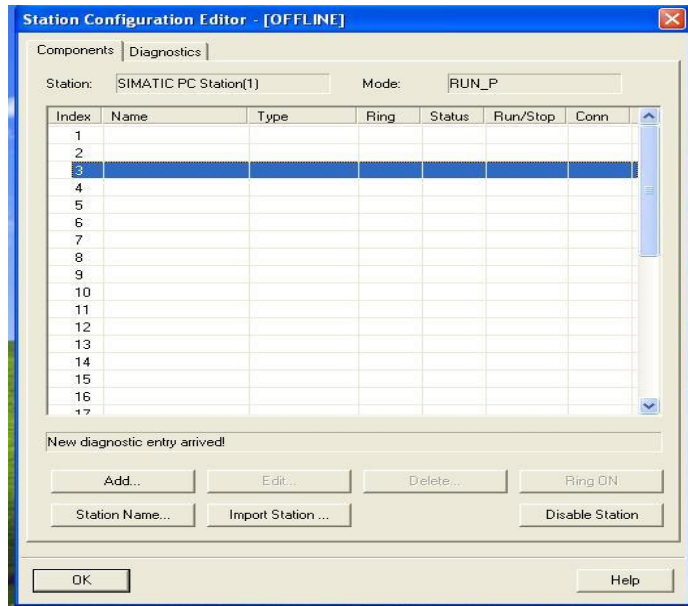 Station Configuration Editor - [OFFLINE]
Components Diagnostics
Station: SIMATIC PC Station(1) Mode: RUN_P
Index Name Type Ring Status Run/Stop Conn
1
2
3
4
5
6
7
8
9
10
11
12
13
14
15
16
17
New diagnostic entry arrived!
Add... Edit... Delete... Ring ON
Station Name... Import Station ... Disable Station
OK Help